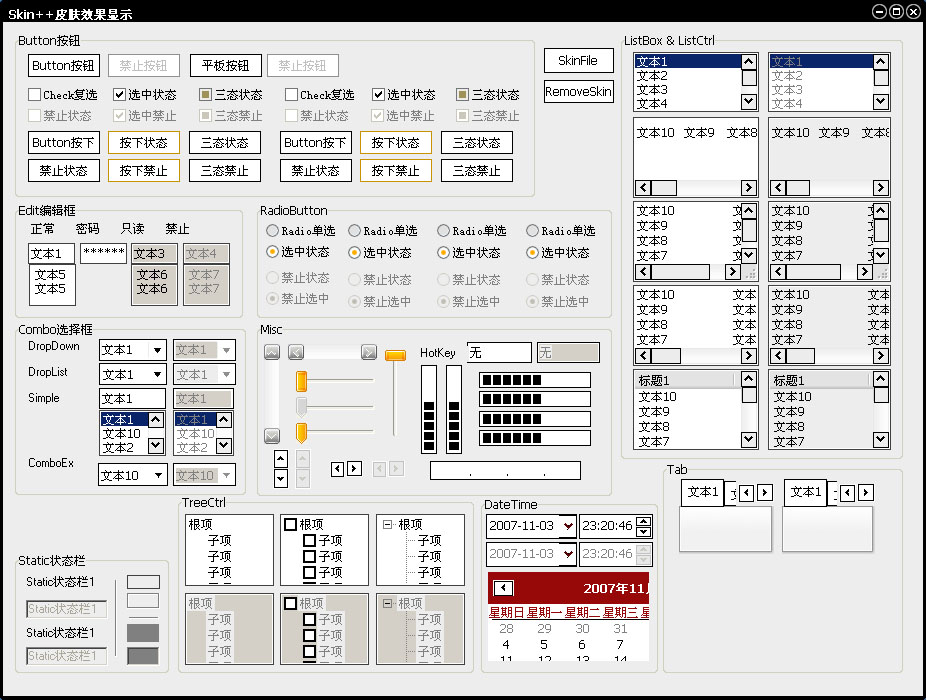 Skin++皮肤效果显示
Button按钮
Button按钮 禁止按钮 平板按钮 禁止按钮
Check复选 选中状态 三态状态 Check复选 选中状态 三态状态
禁止状态 选中禁止 三态禁止 禁止状态 选中禁止 三态禁止
Button按下 按下状态 三态状态 Button按下 按下状态 三态状态
禁止状态 按下禁止 三态禁止 禁止状态 按下禁止 三态禁止
SkinFile
RemoveSkin
ListBox & ListCtrl
文本1 文本1
文本2 文本2
文本3 文本3
文本4 文本4
文本10 文本9 文本8 文本10 文本9 文本8
文本10 文 文本10 文
文本9 文 文本9 文
文本8 文 文本8 文
文本7 文 文本7 文
文本10 文本 文本10 文本
文本9 文本 文本9 文本
文本8 文本 文本8 文本
文本7 文本 文本7 文本
标题1 标题1
文本10 文本10
文本9 文本9
文本8 文本8
文本7 文本7
Edit编辑框
正常 密码 只读 禁止
文本1 ****** 文本3 文本4
文本5 文本6 文本7
文本5 文本6 文本7
RadioButton
Radio单选 Radio单选 Radio单选 Radio单选
选中状态 选中状态 选中状态 选中状态
禁止状态 禁止状态 禁止状态 禁止状态
禁止选中 禁止选中 禁止选中 禁止选中
Combo选择框
DropDown 文本1 文本1
DropList 文本1 文本1
Simple 文本1 文本1
文本1 文本1
文本10 文本10
文本2 文本2
ComboEx 文本10 文本10
Misc
HotKey 无 无
. . .
Tab
文本1 文本1
TreeCtrl
根项 根项 根项
子项 子项 子项
子项 子项 子项
子项 子项 子项
根项 根项 根项
子项 子项 子项
子项 子项 子项
子项 子项 子项
DateTime
2007-11-03 23:20:46
2007-11-03 23:20:46
2007年11月
星期日 星期一 星期二 星期三 星
28 29 30 31
4 5 6 7
11 12 13 14
Static状态栏
Static状态栏1
Static状态栏1
Static状态栏1
Static状态栏1